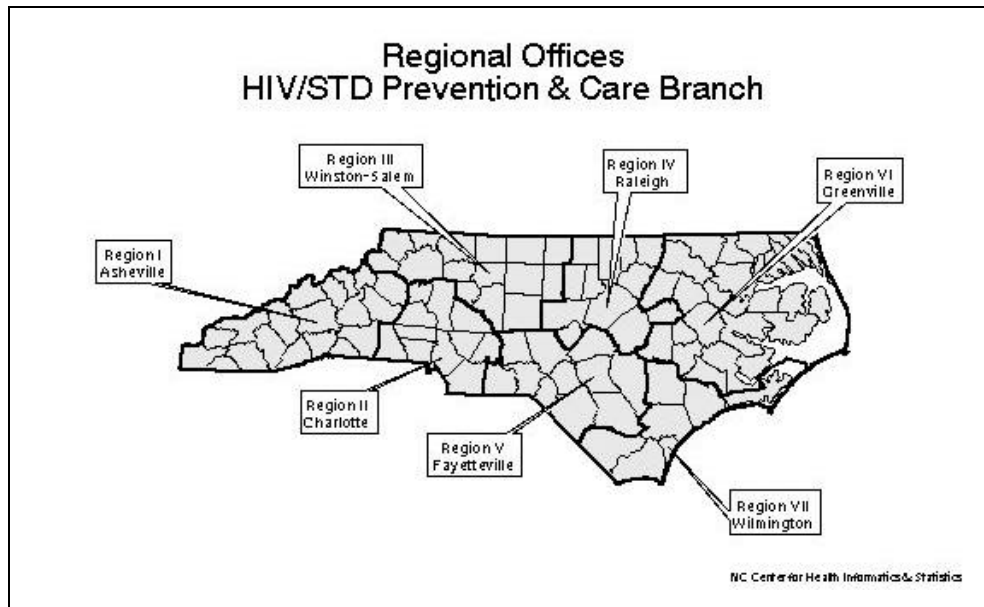 Regional Offices
HIV/STD Prevention & Care Branch
Region III
Winston-Salem
Region IV
Raleigh
Region VI
Greenville
Region I
Asheville
Region II
Charlotte
Region V
Fayetteville
Region VII
Wilmington
NC Center for Health Informatics & Statistics